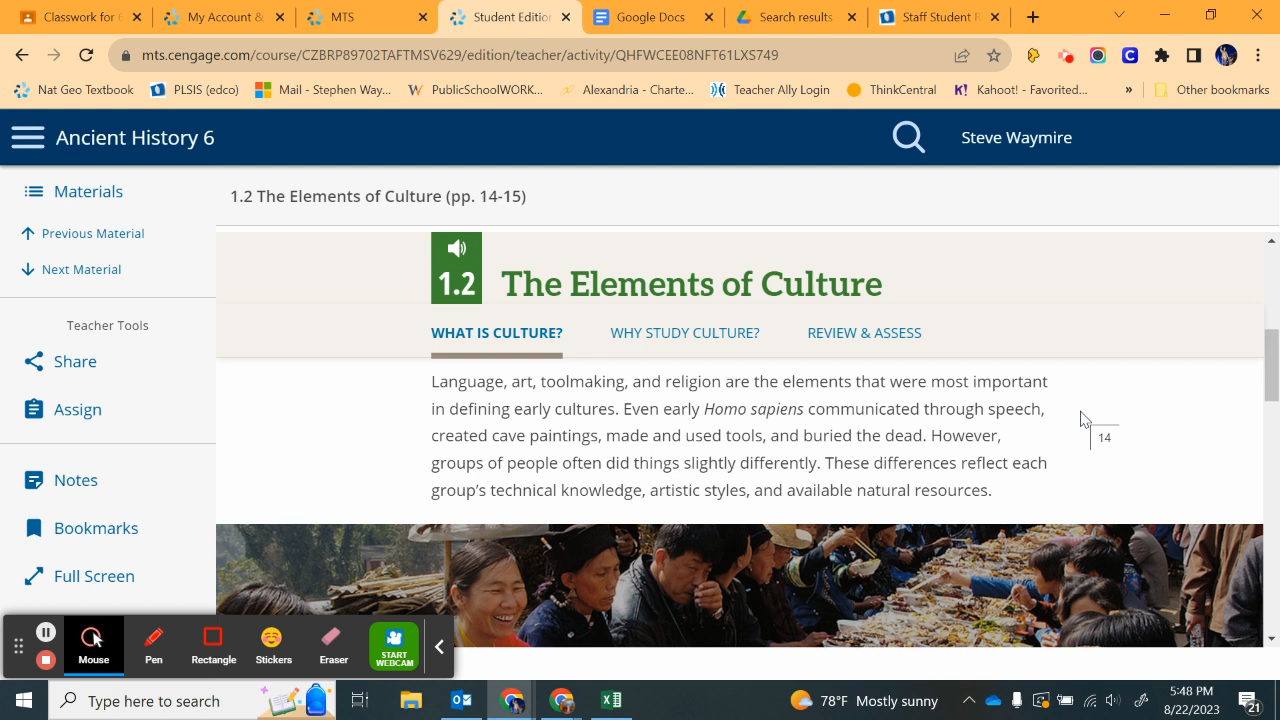 Classwork for 6
My Account &
MTS
Student Edition
Google Docs
Search results
Staff Student R
mts.cengage.com/course/CZBRP89702TAFTMSV629/edition/teacher/activity/QHFWCEE08NFT61LXS749
Nat Geo Textbook
PLSIS (edco)
Mail - Stephen Way...
PublicSchoolWORK...
Alexandria - Charte...
Teacher Ally Login
ThinkCentral
Kahoot! - Favorited...
»
Other bookmarks
Ancient History 6
Steve Waymire
Materials
Previous Material
Next Material
Teacher Tools
Share
Assign
Notes
Bookmarks
Full Screen
1.2 The Elements of Culture (pp. 14-15)
1.2 The Elements of Culture
WHAT IS CULTURE?
WHY STUDY CULTURE?
REVIEW & ASSESS
Language, art, toolmaking, and religion are the elements that were most important
in defining early cultures. Even early Homo sapiens communicated through speech,
created cave paintings, made and used tools, and buried the dead. However,
groups of people often did things slightly differently. These differences reflect each
group's technical knowledge, artistic styles, and available natural resources.
14
Mouse
Pen
Rectangle
Stickers
Eraser
START
WEBCAM
Type here to search
78°F Mostly sunny
5:48 PM
8/22/2023
21